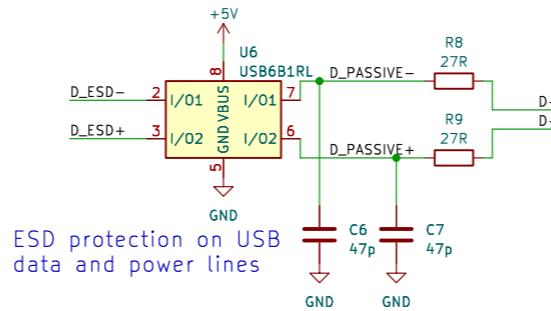 +5V
U6
USB6B1RL
R8
27R
D_ESD-
2
I/O1
8
VBUS
I/O1
7
D_PASSIVE-
D-
D_ESD+
3
I/O2
GND
I/O2
6
D_PASSIVE+
R9
27R
5
GND
ESD protection on USB
data and power lines
C6
47p
C7
47p
GND
GND